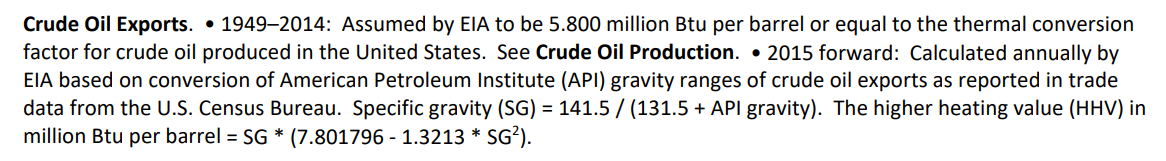 Crude Oil Exports. • 1949–2014: Assumed by EIA to be 5.800 million Btu per barrel or equal to the thermal conversion
factor for crude oil produced in the United States. See Crude Oil Production. • 2015 forward: Calculated annually by
EIA based on conversion of American Petroleum Institute (API) gravity ranges of crude oil exports as reported in trade
data from the U.S. Census Bureau. Specific gravity (SG) = 141.5 / (131.5 + API gravity). The higher heating value (HHV) in
million Btu per barrel = SG * (7.801796 - 1.3213 * SG²).